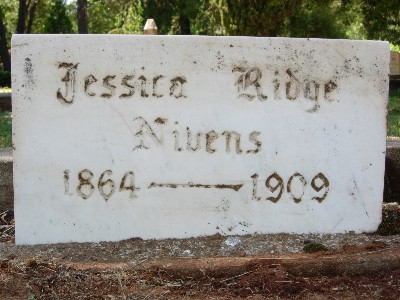 Jessica Ridge
Nivens
1864 — 1909